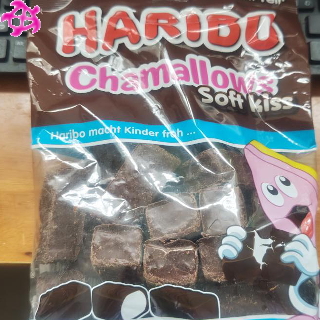 HARIBO
Chamallows
Soft kiss
Haribo macht Kinder froh ...